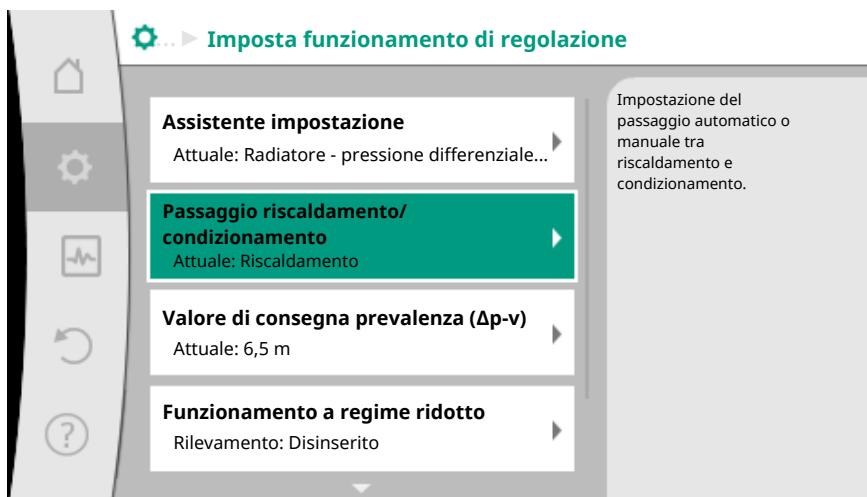 ... Imposta funzionamento di regolazione
Assistente impostazione
Attuale: Radiatore - pressione differenziale...
Passaggio riscaldamento/
condizionamento
Attuale: Riscaldamento
Valore di consegna prevalenza (Δp-v)
Attuale: 6,5 m
Funzionamento a regime ridotto
Rilevamento: Disinserito
Impostazione del
passaggio automatico o
manuale tra
riscaldamento e
condizionamento.
?